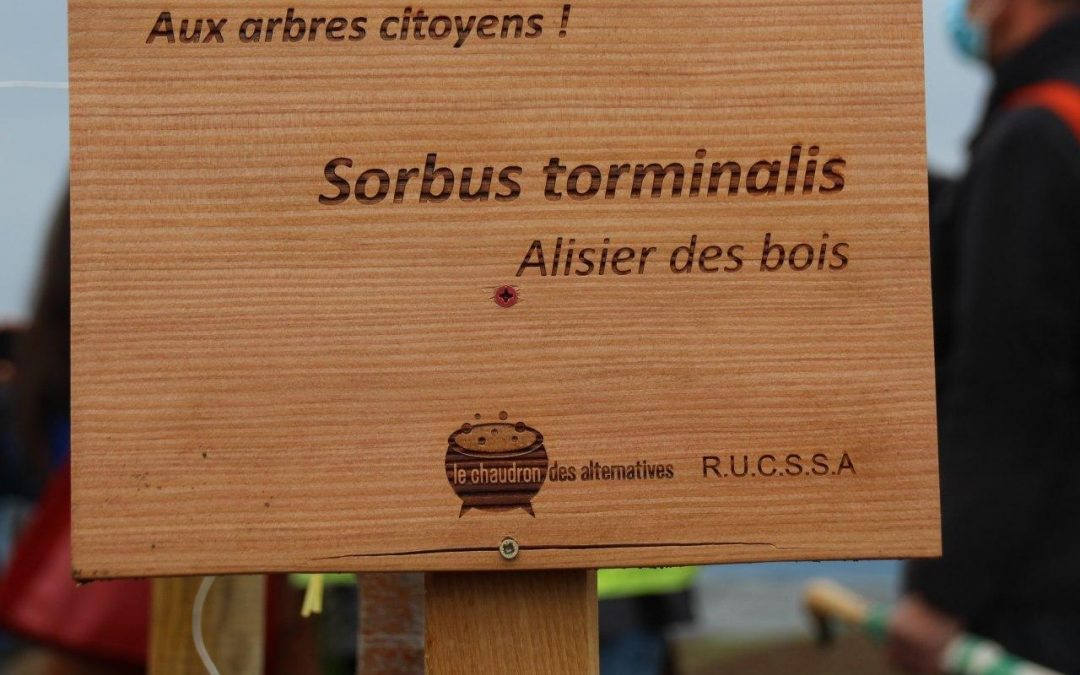 Aux arbres citoyens !
Sorbus torminalis
Alisier des bois
le chaudron des alternatives
R.U.C.S.S.A